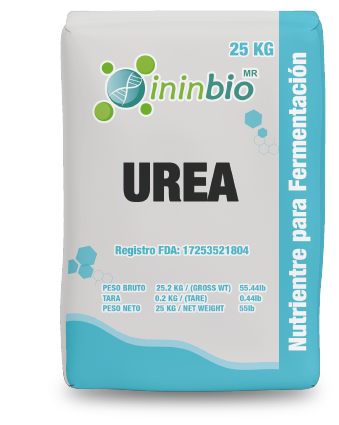 25 KG
ininbio MR
UREA
Registro FDA: 17253521804
PESO BRUTO 25.2 KG / (GROSS WT) 55.44lb
TARA 0.2 KG / (TARE) 0.44lb
PESO NETO 25 KG / NET WEIGHT 55lb
Nutrientre para Fermentación